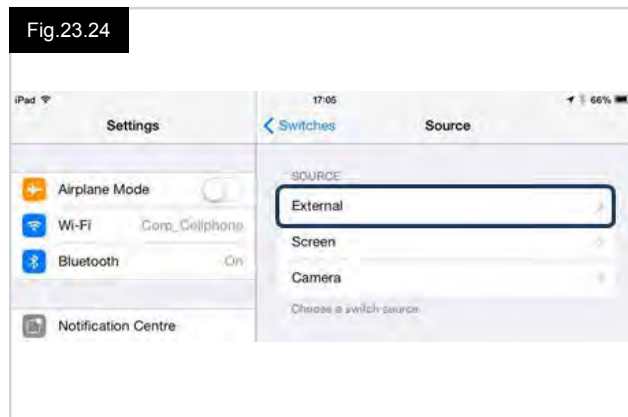 Fig.23.24
iPad 17:05 66%
Settings
Switches Source
Airplane Mode
Wi-Fi Corp_Cellphone
Bluetooth On
Notification Centre
SOURCE
External
Screen
Camera
Choose a switch source.